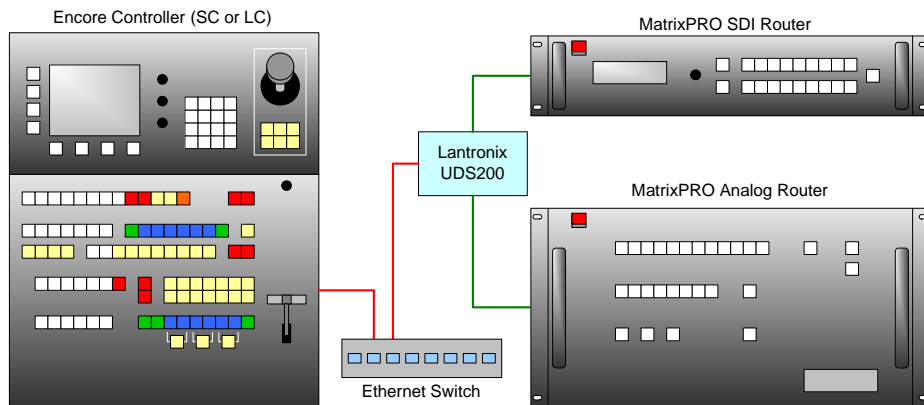 Encore Controller (SC or LC)
MatrixPRO SDI Router
Lantronix
UDS200
MatrixPRO Analog Router
Ethernet Switch